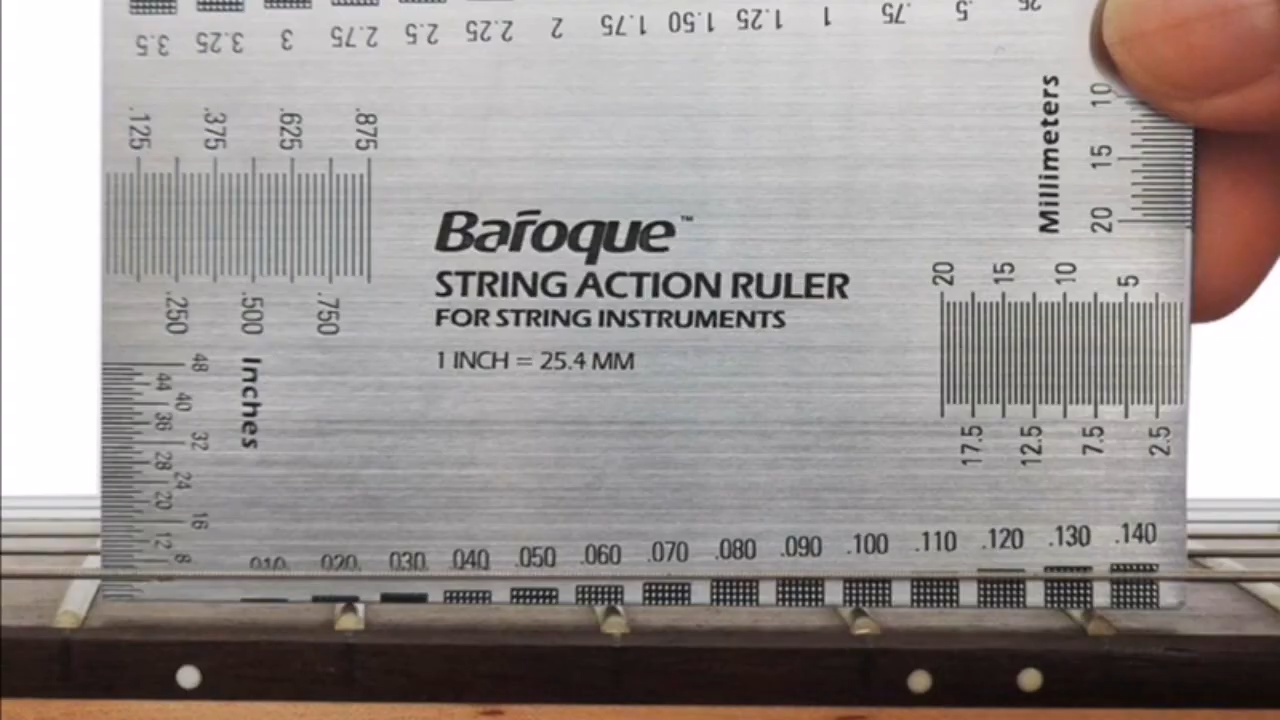 3.5 3.25 3 2.75 2.5 2.25 2 1.75 1.50 1.25 1 .75 .5 .25
.125 .375 .625 .875
.250 .500 .750
Inches
48 44 40 36 32 28 24 20 16 12 8
Baroque™
STRING ACTION RULER
FOR STRING INSTRUMENTS
1 INCH = 25.4 MM
Millimeters
10 15 20
20 15 10 5
17.5 12.5 7.5 2.5
.010 .020 .030 .040 .050 .060 .070 .080 .090 .100 .110 .120 .130 .140